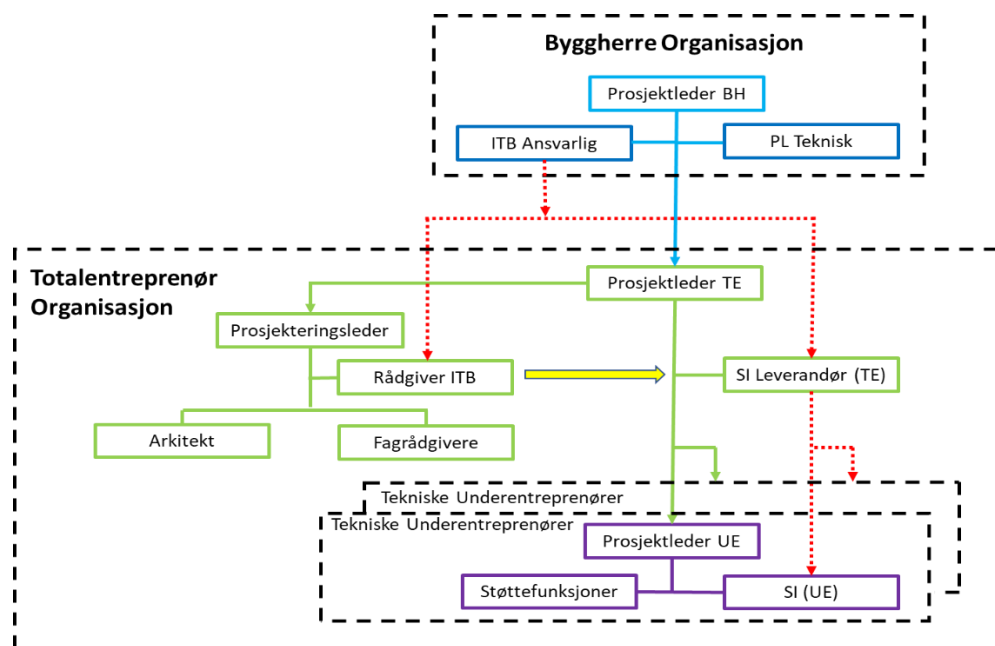 Byggherre Organisasjon
Prosjektleder BH
ITB Ansvarlig
PL Teknisk
Totalentreprenør
Organisasjon
Prosjektleder TE
Prosjekteringsleder
Rådgiver ITB
SI Leverandør (TE)
Arkitekt
Fagrådgivere
Tekniske Underentreprenører
Tekniske Underentreprenører
Prosjektleder UE
Støttefunksjoner
SI (UE)